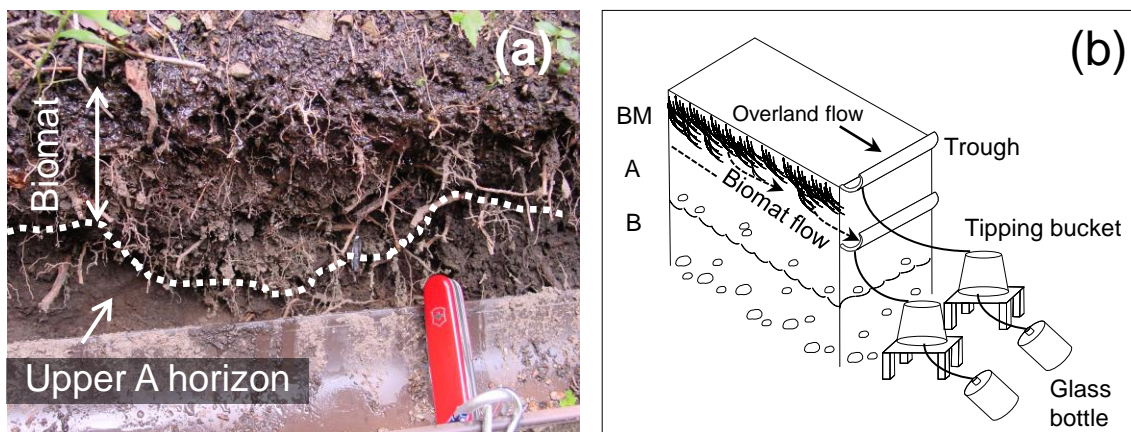 (a)
Biomat
Upper A horizon
(b)
BM
Overland flow
Trough
A
Biomat flow
B
Tipping bucket
Glass
bottle